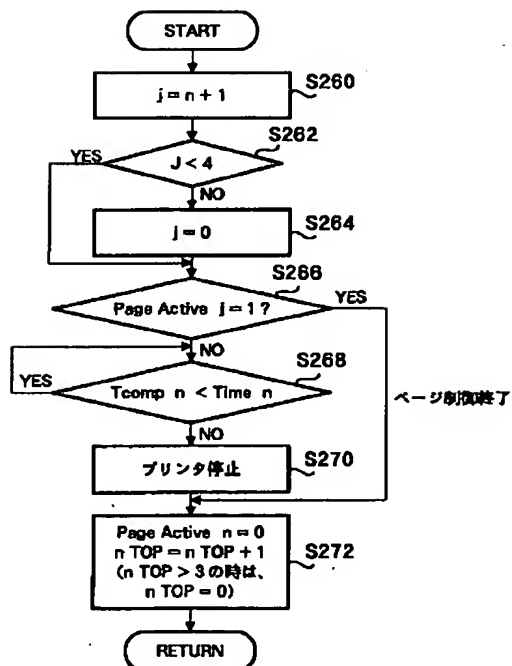 START
j = n + 1
S260
S262
YES
J < 4
NO
j = 0
S264
S266
Page Active j = 1 ?
YES
NO
S268
YES
Tcomp n < Time n
ページ制御終了
NO
プリンタ停止
S270
Page Active n = 0
n TOP = n TOP + 1
(n TOP > 3 の時は、
n TOP = 0)
S272
RETURN